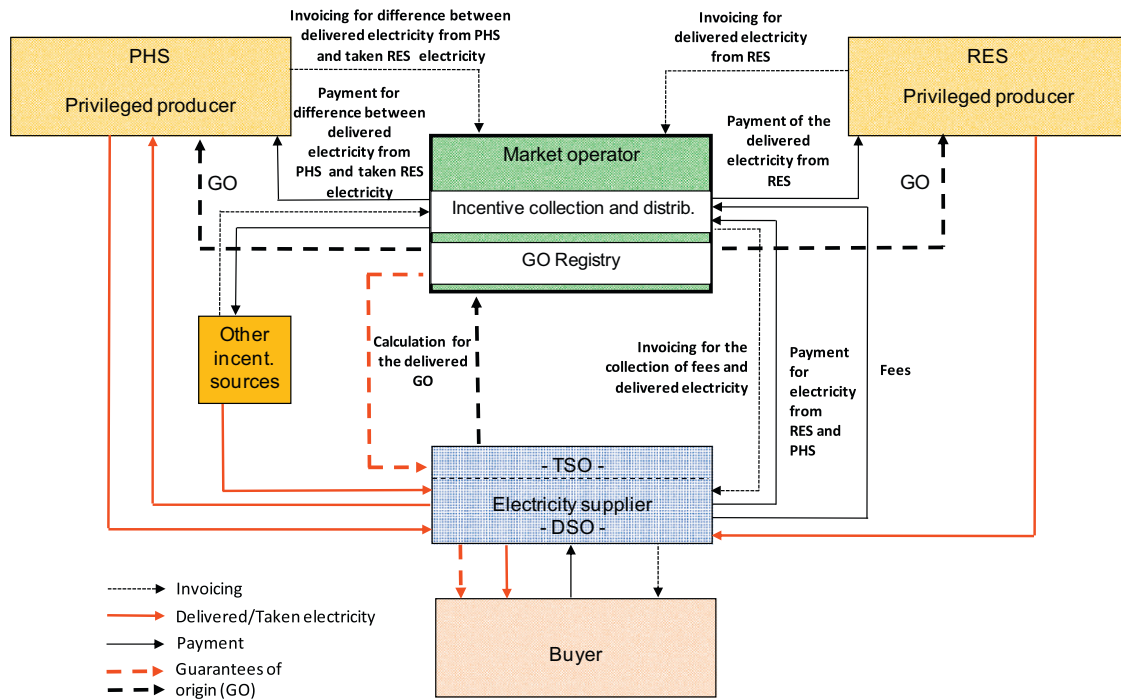 Invoicing for difference between
delivered electricity from PHS
and taken RES electricity
Invoicing for
delivered electricity
from RES
PHS
Privileged producer
RES
Privileged producer
Payment for
difference between
delivered
electricity from
PHS and taken RES
electricity
Payment of the
delivered
electricity from
RES
Market operator
Incentive collection and distrib.
GO Registry
GO
GO
Other
incent.
sources
Calculation for
the delivered
GO
Invoicing for the
collection of fees and
delivered electricity
Payment
for
electricity
from
RES and
PHS
Fees
- TSO -
Electricity supplier
- DSO -
Buyer
Invoicing
Delivered/Taken electricity
Payment
Guarantees of
origin (GO)